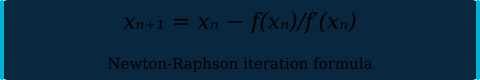 xₙ₊₁ = xₙ − f(xₙ)/f′(xₙ)
Newton-Raphson iteration formula